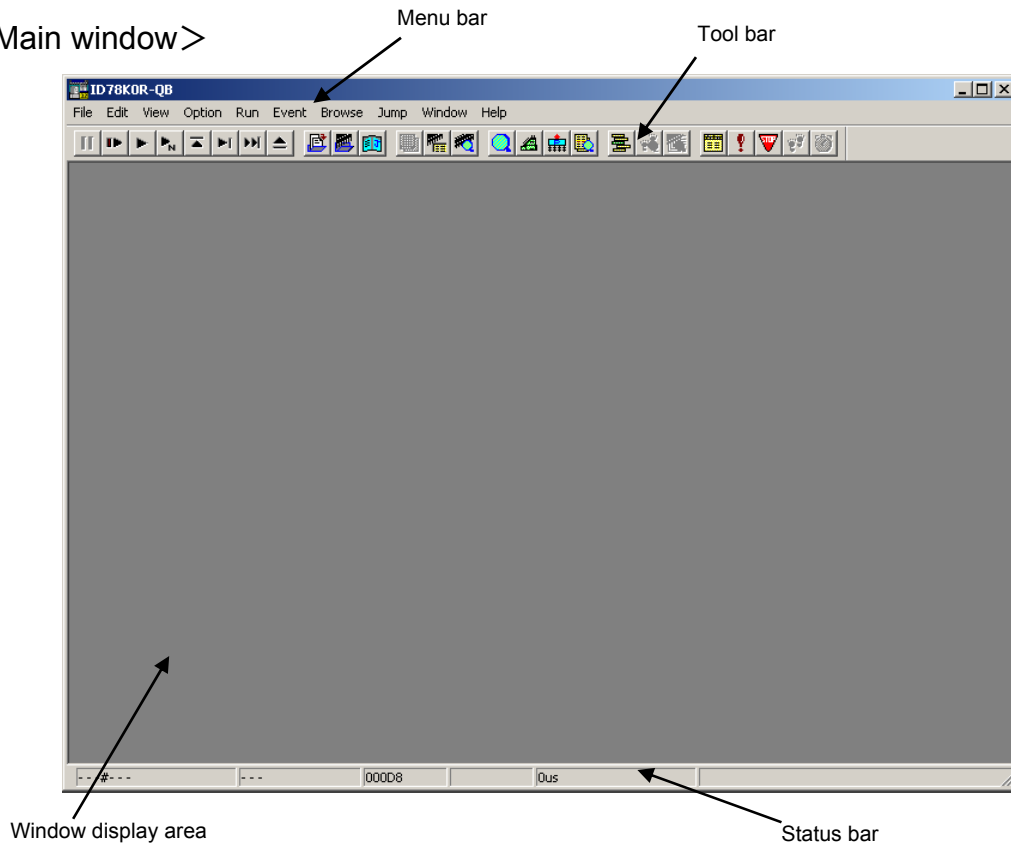 Menu bar
Tool bar
Main window＞
ID78K0R-QB
File Edit View Option Run Event Browse Jump Window Help
N
---#--- --- 000D8 0us
Window display area
Status bar